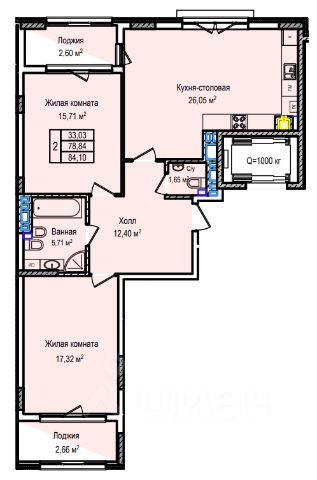 Лоджия
2,60 м²
Кухня-столовая
26,05 м²
Жилая комната
15,71 м²
33,03
2
78,84
84,10
С/у
1,65 м²
Q=1000 кг
Холл
12,40 м²
Ванная
5,71 м²
Жилая комната
17,32 м²
циан
Лоджия
2,66 м²